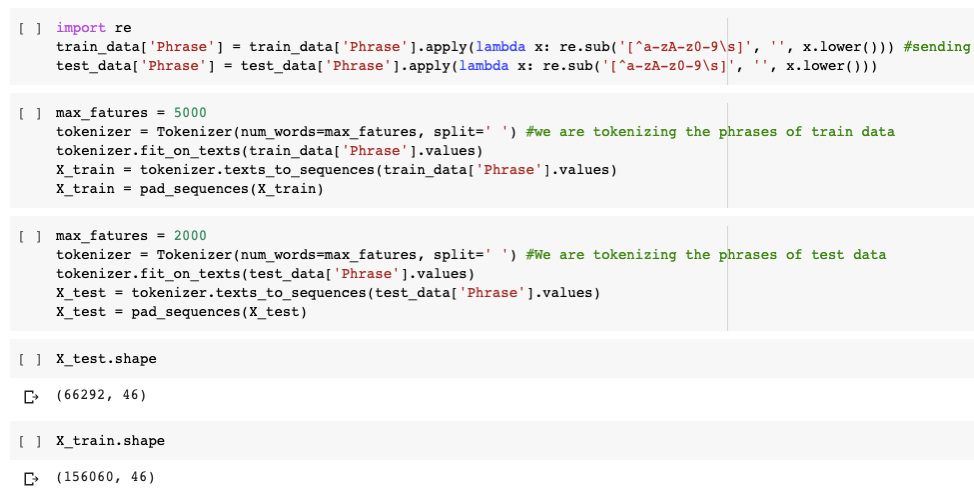 [ ] import re
train_data['Phrase'] = train_data['Phrase'].apply(lambda x: re.sub('[^a-zA-z0-9\s]', '', x.lower())) #sending
test_data['Phrase'] = test_data['Phrase'].apply(lambda x: re.sub('[^a-zA-z0-9\s]', '', x.lower()))
[ ] max_fatures = 5000
tokenizer = Tokenizer(num_words=max_fatures, split=' ') #we are tokenizing the phrases of train data
tokenizer.fit_on_texts(train_data['Phrase'].values)
X_train = tokenizer.texts_to_sequences(train_data['Phrase'].values)
X_train = pad_sequences(X_train)
[ ] max_fatures = 2000
tokenizer = Tokenizer(num_words=max_fatures, split=' ') #We are tokenizing the phrases of test data
tokenizer.fit_on_texts(test_data['Phrase'].values)
X_test = tokenizer.texts_to_sequences(test_data['Phrase'].values)
X_test = pad_sequences(X_test)
[ ] X_test.shape
(66292, 46)
[ ] X_train.shape
(156060, 46)